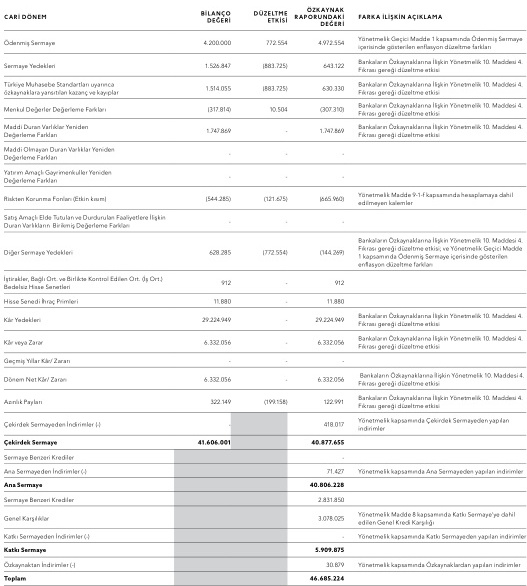 CARİ DÖNEM BİLANÇO DEĞERİ DÜZELTME ETKİSİ ÖZKAYNAK RAPORUNDAKİ DEĞERİ FARKA İLİŞKİN AÇIKLAMA
Ödenmiş Sermaye 4.200.000 772.554 4.972.554 Yönetmelik Geçici Madde 1 kapsamında Ödenmiş Sermaye
içerisinde gösterilen enflasyon düzeltme farkları
Sermaye Yedekleri 1.526.847 (883.725) 643.122 Bankaların Özkaynaklarına İlişkin Yönetmelik 10. Maddesi 4.
Fıkrası gereği düzeltme etkisi
Türkiye Muhasebe Standartları uyarınca
özkaynaklara yansıtılan kazanç ve kayıplar 1.514.055 (883.725) 630.330 Bankaların Özkaynaklarına İlişkin Yönetmelik 10. Maddesi 4.
Fıkrası gereği düzeltme etkisi
Menkul Değerler Değerleme Farkları (317.814) 10.504 (307.310) Bankaların Özkaynaklarına İlişkin Yönetmelik 10. Maddesi 4.
Fıkrası gereği düzeltme etkisi
Maddi Duran Varlıklar Yeniden
Değerleme Farkları 1.747.869 - 1.747.869 Bankaların Özkaynaklarına İlişkin Yönetmelik 10. Maddesi 4.
Fıkrası gereği düzeltme etkisi
Maddi Olmayan Duran Varlıklar Yeniden
Değerleme Farkları - - -
Yatırım Amaçlı Gayrimenkuller Yeniden
Değerleme Farkları - - -
Riskten Korunma Fonları (Etkin kısım) (544.285) (121.675) (665.960) Yönetmelik Madde 9-1-f kapsamında hesaplamaya dahil
edilmeyen kalemler
Satış Amaçlı Elde Tutulan ve Durdurulan Faaliyetlere İlişkin
Duran Varlıkların Birikmiş Değerleme Farkları - - -
Diğer Sermaye Yedekleri 628.285 (772.554) (144.269) Bankaların Özkaynaklarına İlişkin Yönetmelik 10. Maddesi 4.
Fıkrası gereği düzeltme etkisi; ve Yönetmelik Geçici Madde
1 kapsamında Ödenmiş Sermaye içerisinde gösterilen
enflasyon düzeltme farkları
İştirakler, Bağlı Ort. ve Birlikte Kontrol Edilen Ort. (İş Ort.)
Bedelsiz Hisse Senetleri 912 - 912
Hisse Senedi İhraç Primleri 11.880 - 11.880
Kâr Yedekleri 29.224.949 - 29.224.949 Bankaların Özkaynaklarına İlişkin Yönetmelik 10. Maddesi 4.
Fıkrası gereği düzeltme etkisi
Kâr veya Zarar 6.332.056 - 6.332.056 Bankaların Özkaynaklarına İlişkin Yönetmelik 10. Maddesi 4.
Fıkrası gereği düzeltme etkisi
Geçmiş Yıllar Kâr/ Zararı - - -
Dönem Net Kâr/ Zararı 6.332.056 - 6.332.056 Bankaların Özkaynaklarına İlişkin Yönetmelik 10. Maddesi 4.
Fıkrası gereği düzeltme etkisi
Azınlık Payları 322.149 (199.158) 122.991 Bankaların Özkaynaklarına İlişkin Yönetmelik 10. Maddesi 4.
Fıkrası gereği düzeltme etkisi
Çekirdek Sermayeden İndirimler (-) - 418.017 Yönetmelik kapsamında Çekirdek Sermayeden yapılan
indirimler
Çekirdek Sermaye 41.606.001 40.877.655
Sermaye Benzeri Krediler -
Ana Sermayeden İndirimler (-) 71.427 Yönetmelik kapsamında Ana Sermayeden yapılan indirimler
Ana Sermaye 40.806.228
Sermaye Benzeri Krediler 2.831.850
Genel Karşılıklar 3.078.025 Yönetmelik Madde 8 kapsamında Katkı Sermaye'ye dahil
edilen Genel Kredi Karşılığı
Katkı Sermayeden İndirimler (-) - Yönetmelik kapsamında Katkı Sermayeden yapılan indirimler
Katkı Sermaye 5.909.875
Özkaynaktan İndirimler (-) 30.879 Yönetmelik kapsamında Özkaynaklardan yapılan indirimler
Toplam 46.685.224